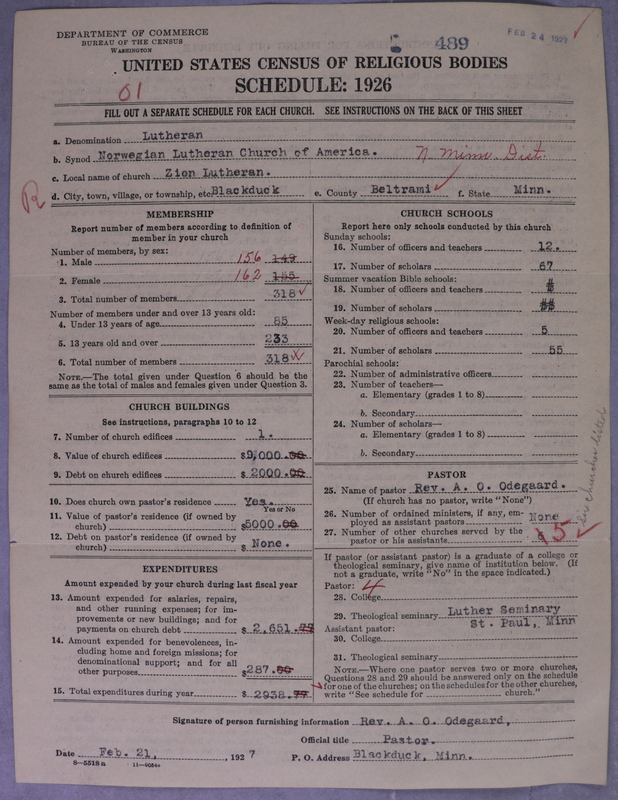 DEPARTMENT OF COMMERCE
BUREAU OF THE CENSUS
WASHINGTON
489
FEB 24 1927
UNITED STATES CENSUS OF RELIGIOUS BODIES
SCHEDULE: 1926
01
FILL OUT A SEPARATE SCHEDULE FOR EACH CHURCH. SEE INSTRUCTIONS ON THE BACK OF THIS SHEET
a. Denomination Lutheran
b. Synod Norwegian Lutheran Church of America. N. Minn. Dist.
c. Local name of church Zion Lutheran.
R d. City, town, village, or township, etc. Blackduck e. County Beltrami f. State Minn.
MEMBERSHIP
Report number of members according to definition of
member in your church
Number of members, by sex:
1. Male 156 149
2. Female 162 155
3. Total number of members 318
Number of members under and over 13 years old:
4. Under 13 years of age 85
5. 13 years old and over 233
6. Total number of members 318
NOTE.—The total given under Question 6 should be the
same as the total of males and females given under Question 3.
CHURCH BUILDINGS
See instructions, paragraphs 10 to 12
7. Number of church edifices 1.
8. Value of church edifices $9,000.00
9. Debt on church edifices $2000.00
10. Does church own pastor's residence Yes.
Yes or No
11. Value of pastor's residence (if owned by
church) $5000.00
12. Debt on pastor's residence (if owned by
church) $ None.
EXPENDITURES
Amount expended by your church during last fiscal year
13. Amount expended for salaries, repairs,
and other running expenses; for im-
provements or new buildings; and for
payments on church debt $2,651.77
14. Amount expended for benevolences, in-
cluding home and foreign missions; for
denominational support; and for all
other purposes $287.00
15. Total expenditures during year $2938.77
CHURCH SCHOOLS
Report here only schools conducted by this church
Sunday schools:
16. Number of officers and teachers 12.
17. Number of scholars 67
Summer vacation Bible schools:
18. Number of officers and teachers
19. Number of scholars
Week-day religious schools:
20. Number of officers and teachers 5
21. Number of scholars 55
Parochial schools:
22. Number of administrative officers
23. Number of teachers—
a. Elementary (grades 1 to 8)
b. Secondary
24. Number of scholars—
a. Elementary (grades 1 to 8)
b. Secondary
PASTOR
25. Name of pastor Rev. A. O. Odegaard.
(If church has no pastor, write "None")
26. Number of ordained ministers, if any, em-
ployed as assistant pastors None
27. Number of other churches served by the
pastor or his assistants 5
churches listed
If pastor (or assistant pastor) is a graduate of a college or
theological seminary, give name of institution below. (If
not a graduate, write "No" in the space indicated.)
Pastor: 4
28. College
29. Theological seminary Luther Seminary
Assistant pastor: St. Paul, Minn
30. College
31. Theological seminary
NOTE.—Where one pastor serves two or more churches,
Questions 28 and 29 should be answered only on the schedule
for one of the churches; on the schedules for the other churches,
write "See schedule for church."
Signature of person furnishing information Rev. A. O. Odegaard,
Official title Pastor.
Date Feb. 21, 1927 P. O. Address Blackduck, Minn.
8—5518a 11—9054